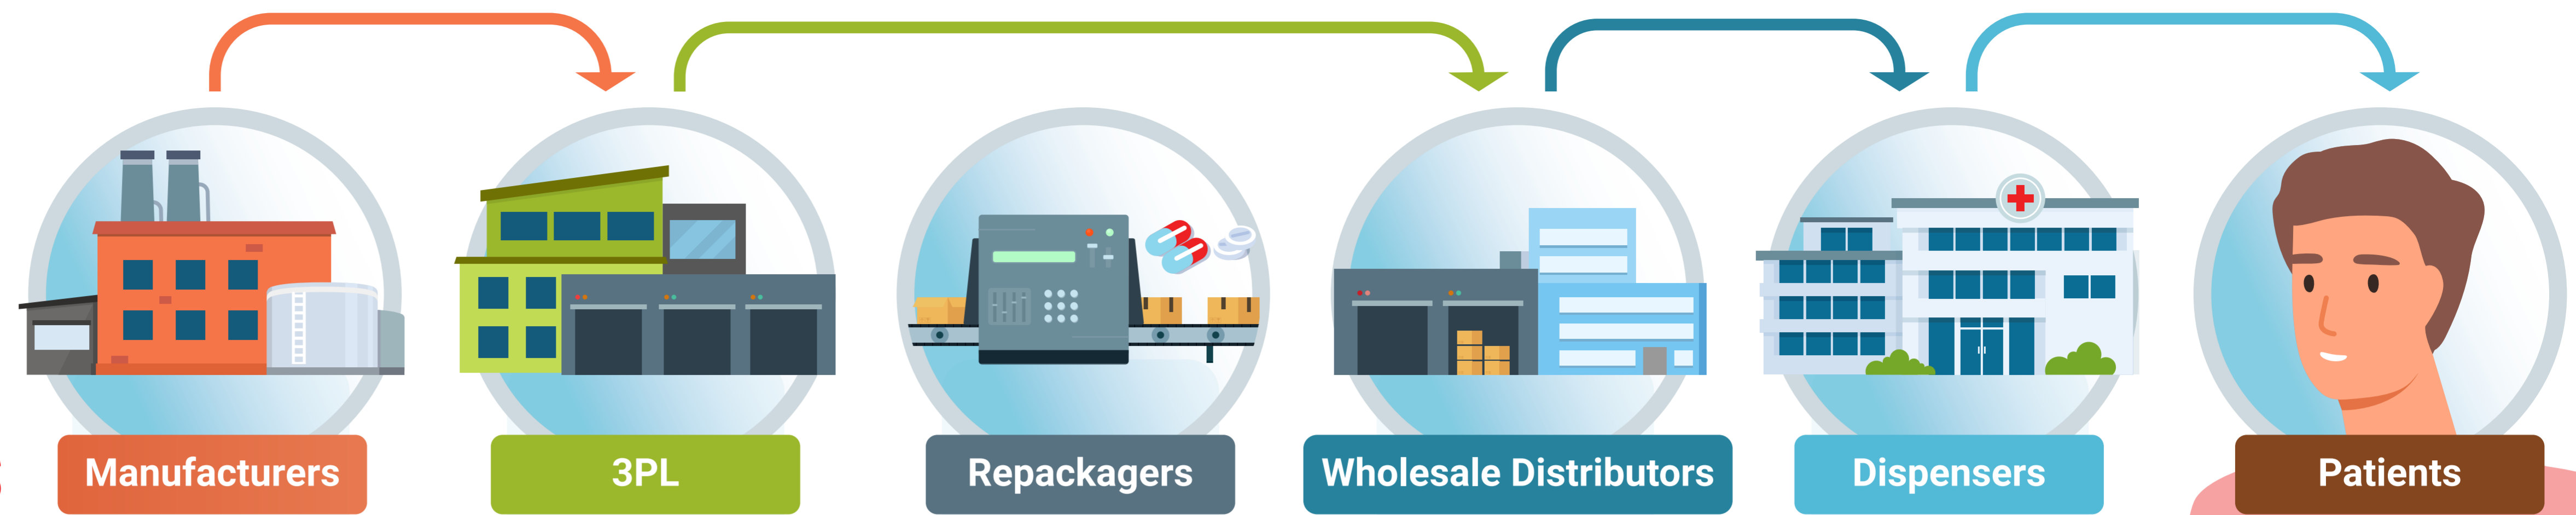 Manufacturers
3PL
Repackagers
Wholesale Distributors
Dispensers
Patients